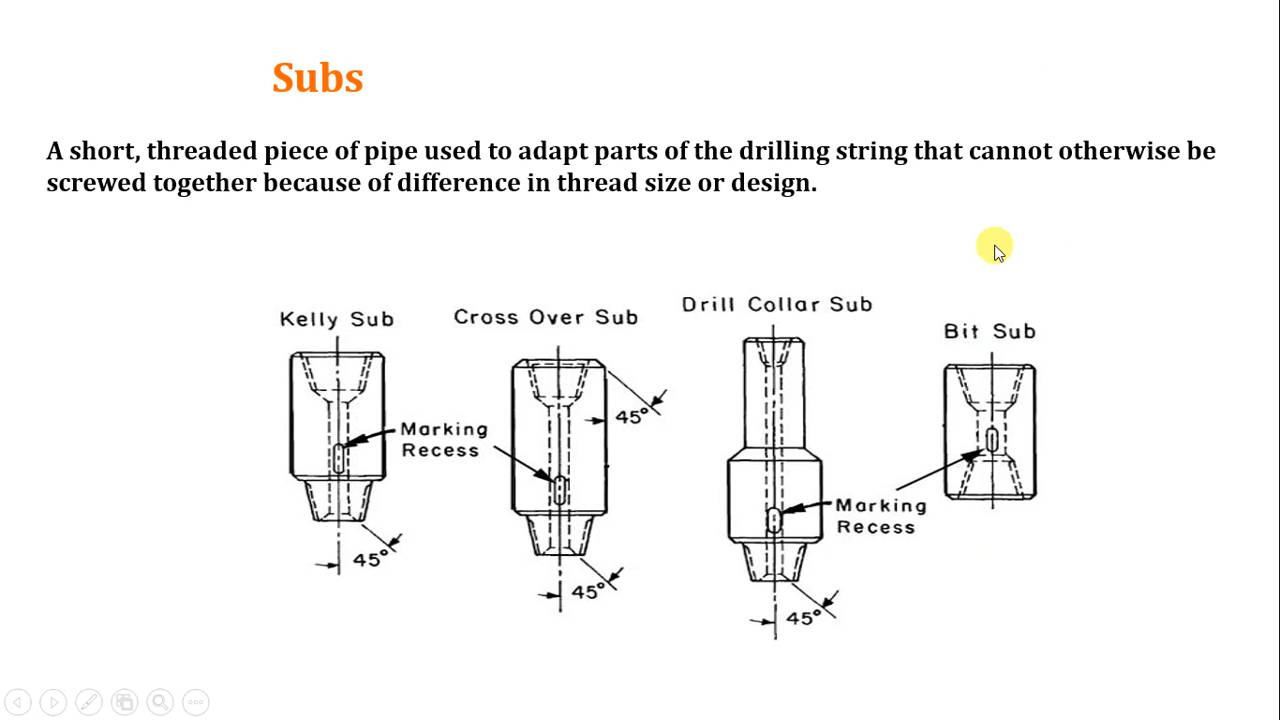 Subs
A short, threaded piece of pipe used to adapt parts of the drilling string that cannot otherwise be
screwed together because of difference in thread size or design.
Kelly Sub
Cross Over Sub
Drill Collar Sub
Bit Sub
45°
Marking
Recess
Marking
Recess
45°
45°
45°